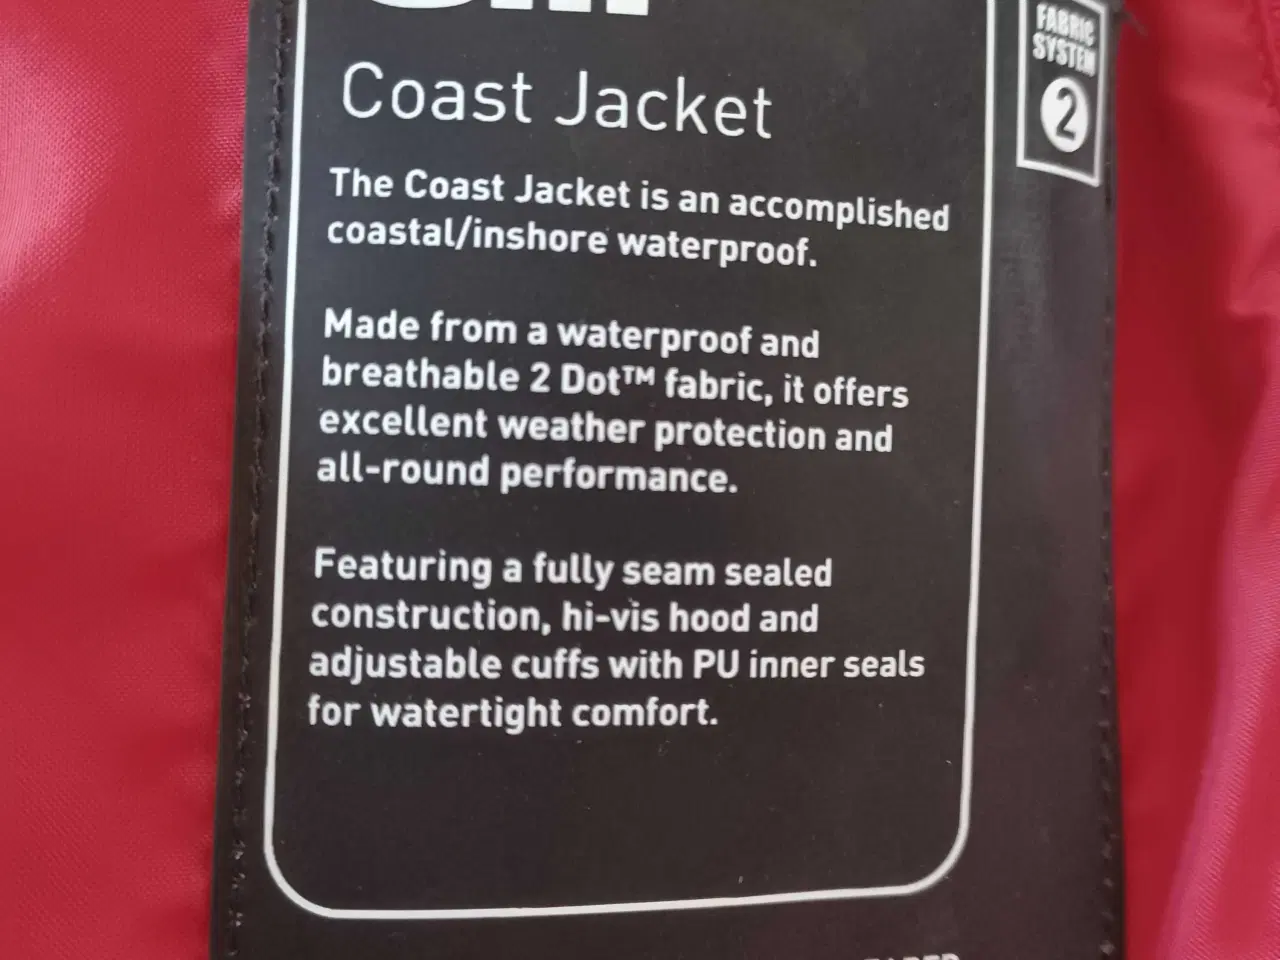 Coast Jacket
The Coast Jacket is an accomplished
coastal/inshore waterproof.
Made from a waterproof and
breathable 2 Dot™ fabric, it offers
excellent weather protection and
all-round performance.
Featuring a fully seam sealed
construction, hi-vis hood and
adjustable cuffs with PU inner seals
for watertight comfort.
FABRIC
SYSTEM
2